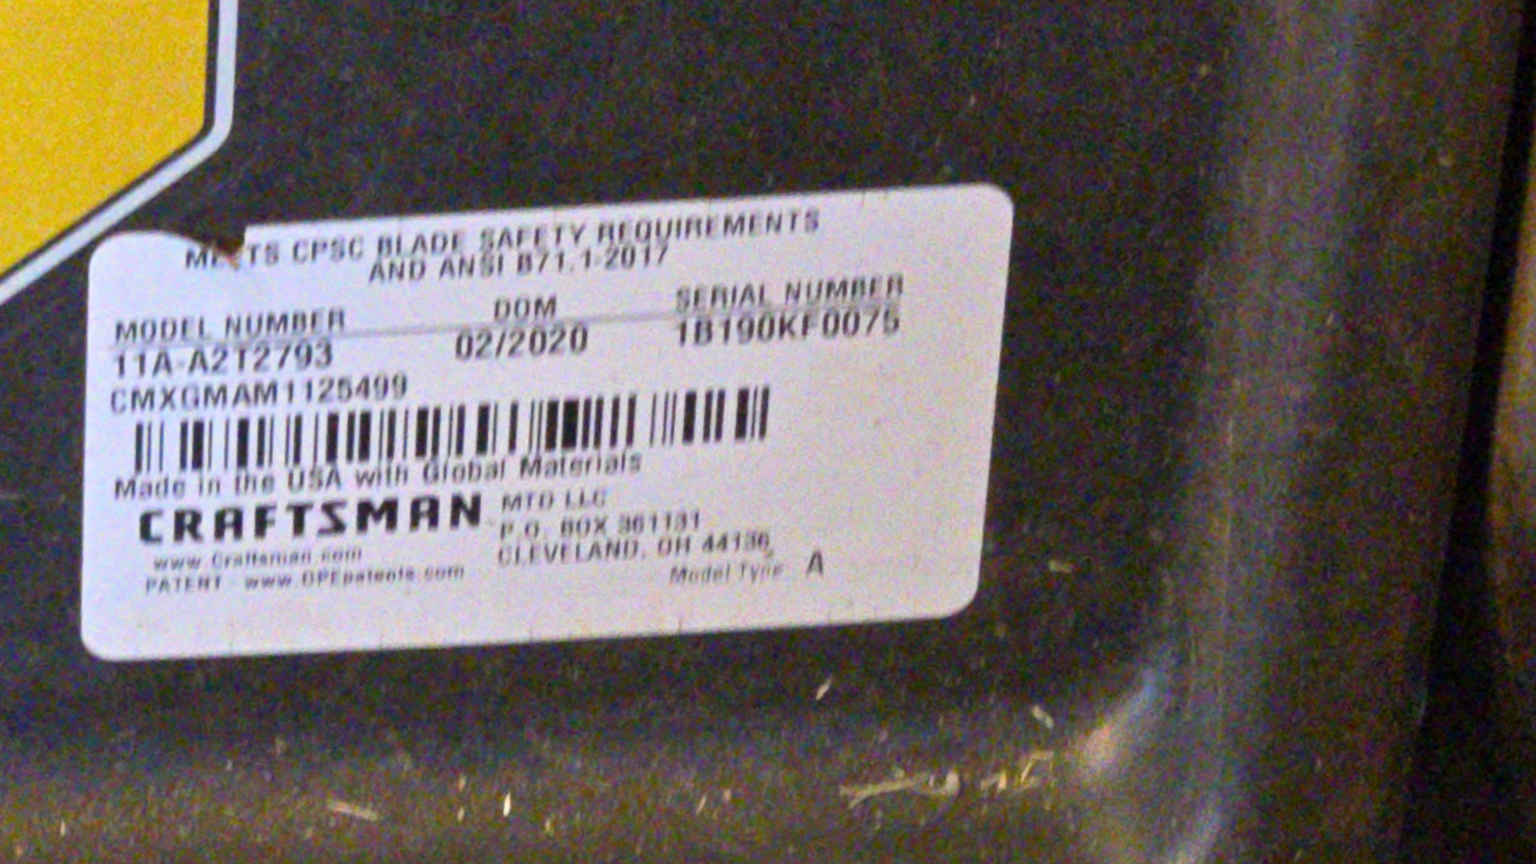 MEETS CPSC BLADE SAFETY REQUIREMENTS
AND ANSI B71.1-2017
MODEL NUMBER DOM SERIAL NUMBER
11A-A2T2793 02/2020 1B190KF0075
CMXGMAM1125499
Made in the USA with Global Materials
CRAFTSMAN
MTD LLC
P.O. BOX 361131
CLEVELAND, OH 44136
www.Craftsman.com
PATENT - www.OPEpatents.com
Model Type A